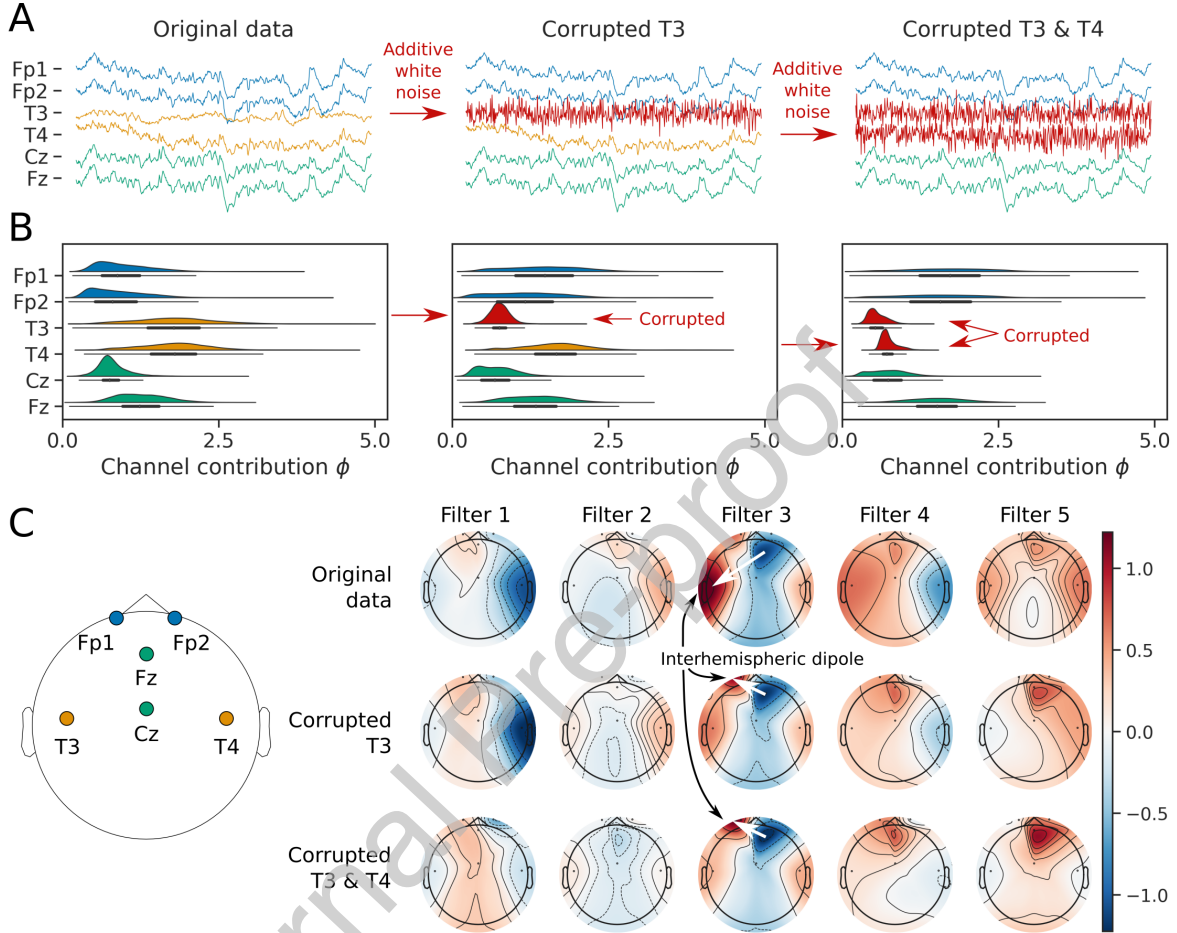 A
Original data
Corrupted T3
Corrupted T3 & T4
Additive
white
noise
Additive
white
noise
Fp1
Fp2
T3
T4
Cz
Fz
B
Fp1
Fp2
T3
T4
Cz
Fz
Corrupted
Corrupted
0.0 2.5 5.0
0.0 2.5 5.0
0.0 2.5 5.0
Channel contribution ϕ
Channel contribution ϕ
Channel contribution ϕ
C
Filter 1 Filter 2 Filter 3 Filter 4 Filter 5
Original
data
Interhemispheric dipole
Corrupted
T3
Corrupted
T3 & T4
Fp1 Fp2
Fz
Cz
T3 T4
1.0
0.5
0.0
−0.5
−1.0
rnal Pre-proof